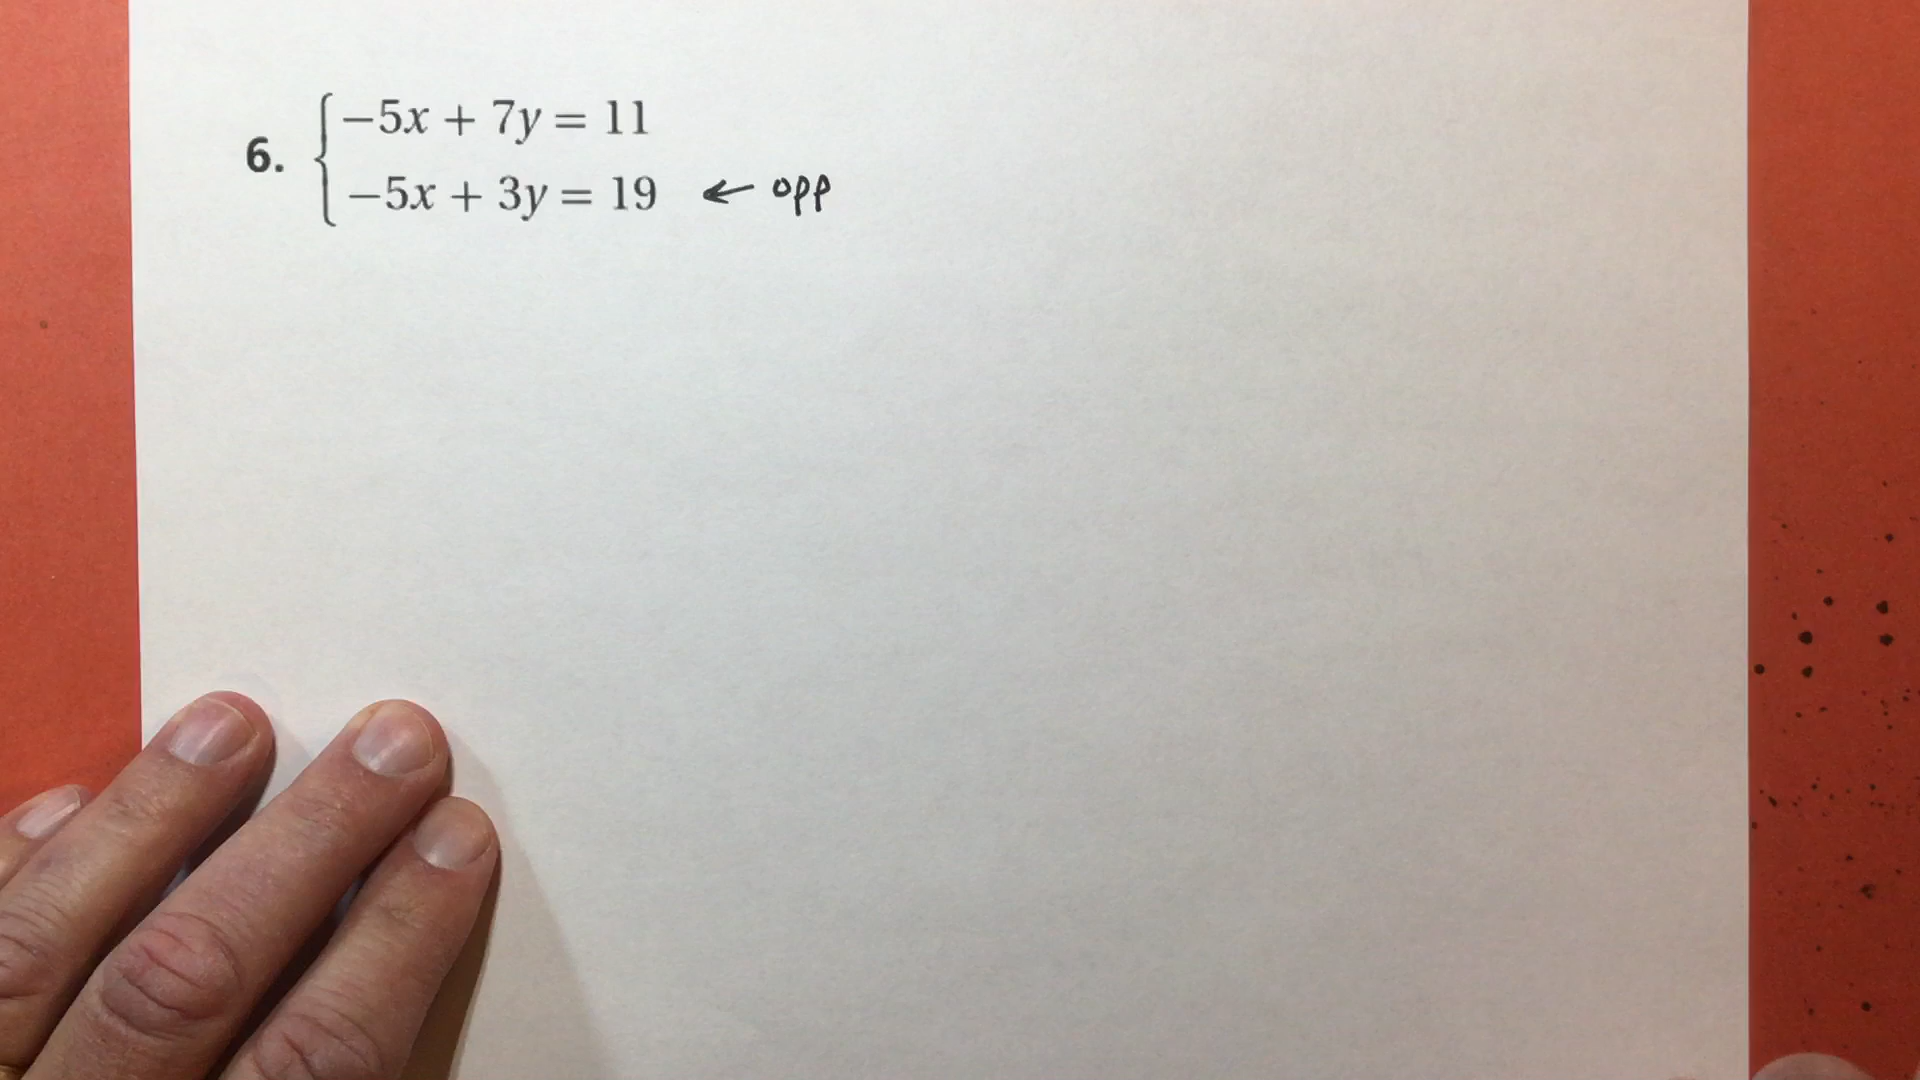 6. −5x + 7y = 11
−5x + 3y = 19 ← opp